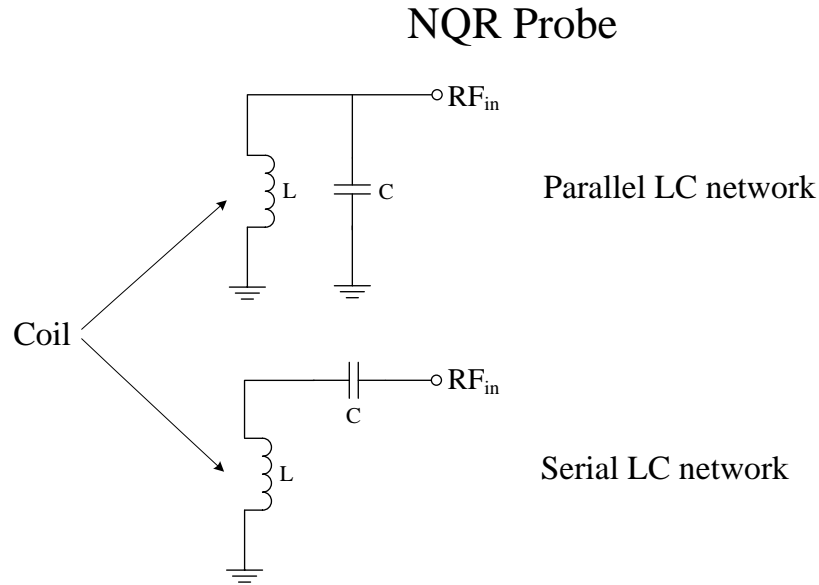 NQR Probe
RFin
L
C
Parallel LC network
Coil
RFin
C
L
Serial LC network